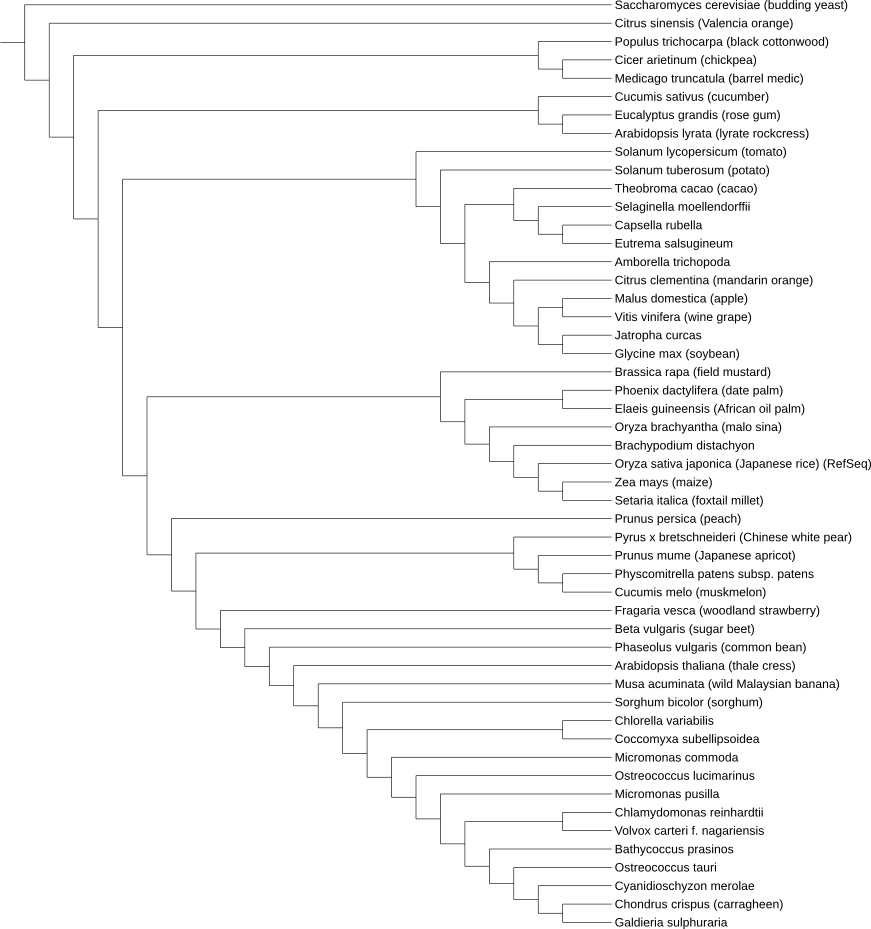 Saccharomyces cerevisiae (budding yeast)
Citrus sinensis (Valencia orange)
Populus trichocarpa (black cottonwood)
Cicer arietinum (chickpea)
Medicago truncatula (barrel medic)
Cucumis sativus (cucumber)
Eucalyptus grandis (rose gum)
Arabidopsis lyrata (lyrate rockcress)
Solanum lycopersicum (tomato)
Solanum tuberosum (potato)
Theobroma cacao (cacao)
Selaginella moellendorffii
Capsella rubella
Eutrema salsugineum
Amborella trichopoda
Citrus clementina (mandarin orange)
Malus domestica (apple)
Vitis vinifera (wine grape)
Jatropha curcas
Glycine max (soybean)
Brassica rapa (field mustard)
Phoenix dactylifera (date palm)
Elaeis guineensis (African oil palm)
Oryza brachyantha (malo sina)
Brachypodium distachyon
Oryza sativa japonica (Japanese rice) (RefSeq)
Zea mays (maize)
Setaria italica (foxtail millet)
Prunus persica (peach)
Pyrus x bretschneideri (Chinese white pear)
Prunus mume (Japanese apricot)
Physcomitrella patens subsp. patens
Cucumis melo (muskmelon)
Fragaria vesca (woodland strawberry)
Beta vulgaris (sugar beet)
Phaseolus vulgaris (common bean)
Arabidopsis thaliana (thale cress)
Musa acuminata (wild Malaysian banana)
Sorghum bicolor (sorghum)
Chlorella variabilis
Coccomyxa subellipsoidea
Micromonas commoda
Ostreococcus lucimarinus
Micromonas pusilla
Chlamydomonas reinhardtii
Volvox carteri f. nagariensis
Bathycoccus prasinos
Ostreococcus tauri
Cyanidioschyzon merolae
Chondrus crispus (carragheen)
Galdieria sulphuraria